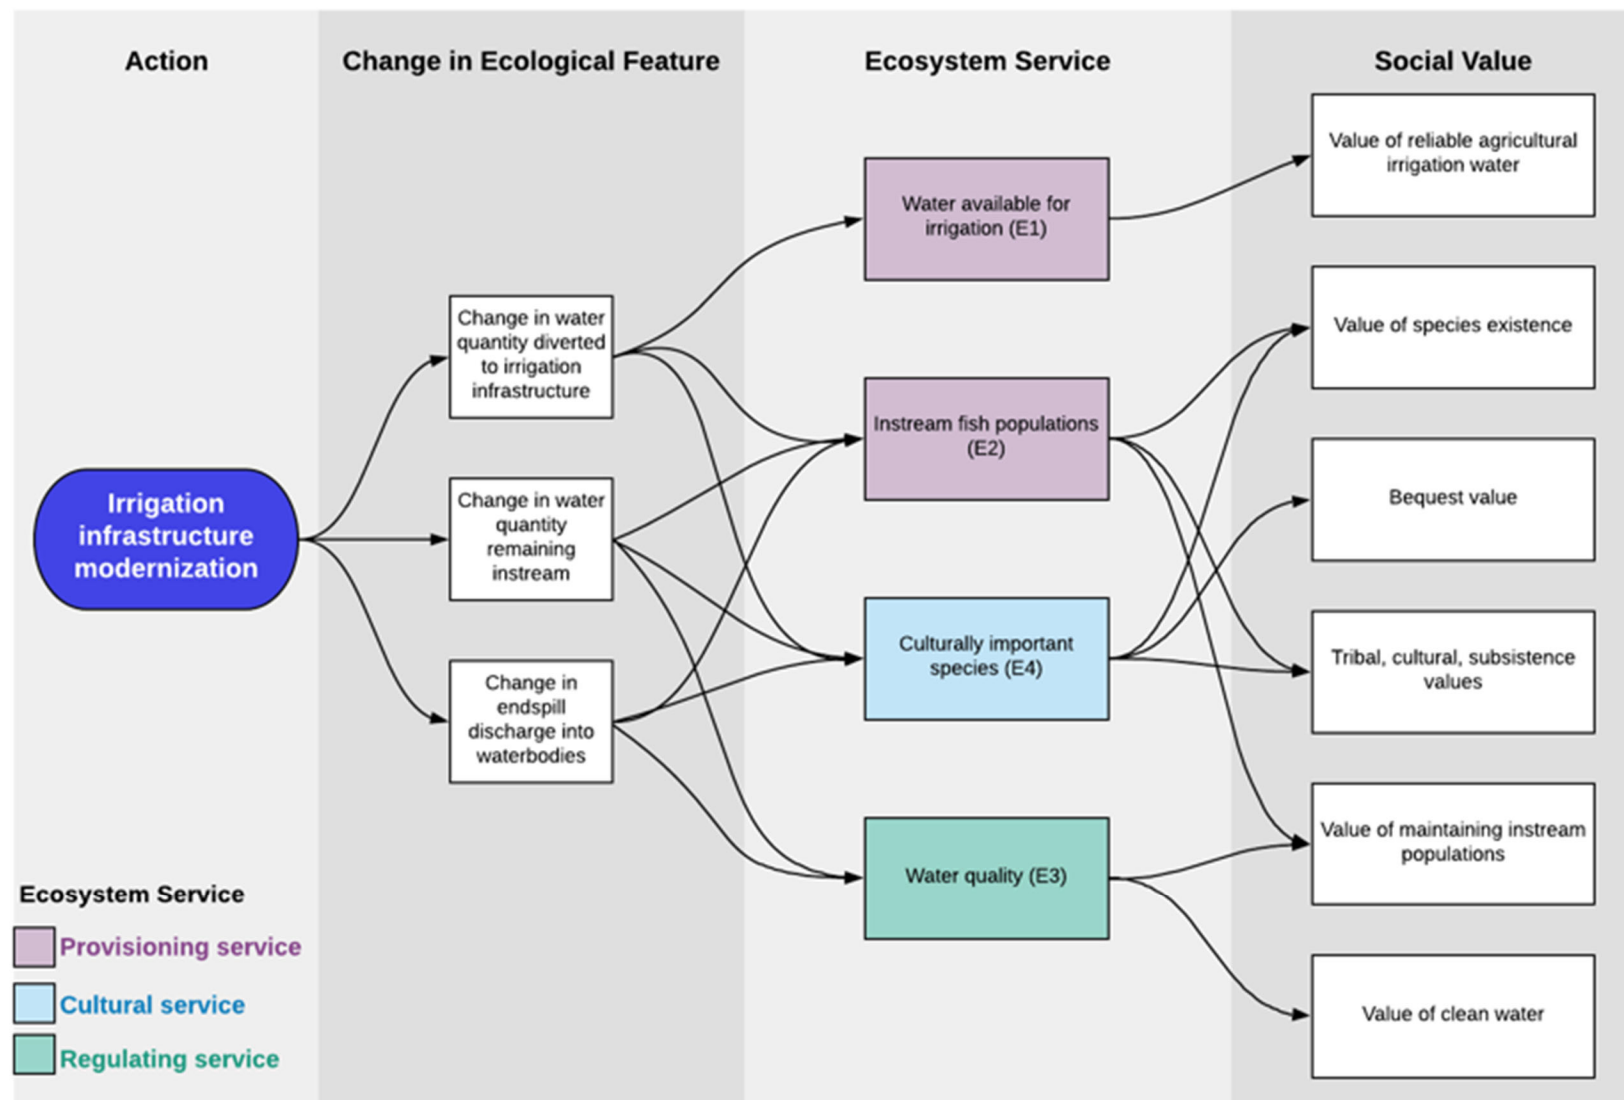 Action
Change in Ecological Feature
Ecosystem Service
Social Value
Irrigation
infrastructure
modernization
Change in water
quantity diverted
to irrigation
infrastructure
Change in water
quantity
remaining
instream
Change in
endspill
discharge into
waterbodies
Water available for
irrigation (E1)
Instream fish populations
(E2)
Culturally important
species (E4)
Water quality (E3)
Value of reliable agricultural
irrigation water
Value of species existence
Bequest value
Tribal, cultural, subsistence
values
Value of maintaining instream
populations
Value of clean water
Ecosystem Service
Provisioning service
Cultural service
Regulating service